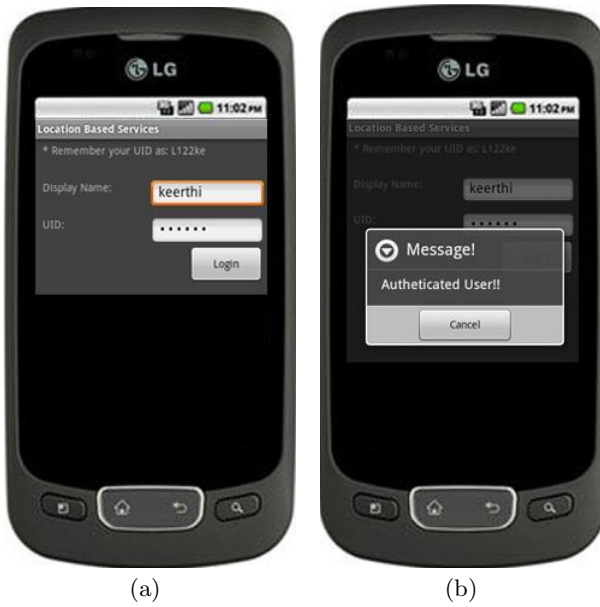 LG
11:02 PM
Location Based Services
* Remember your UID as: L122ke
Display Name:
keerthi
UID:
••••••
Login
(a)
LG
11:02 PM
Location Based Services
* Remember your UID as: L122ke
Display Name:
keerthi
UID:
••••••
Message!
Autheticated User!!
Cancel
(b)